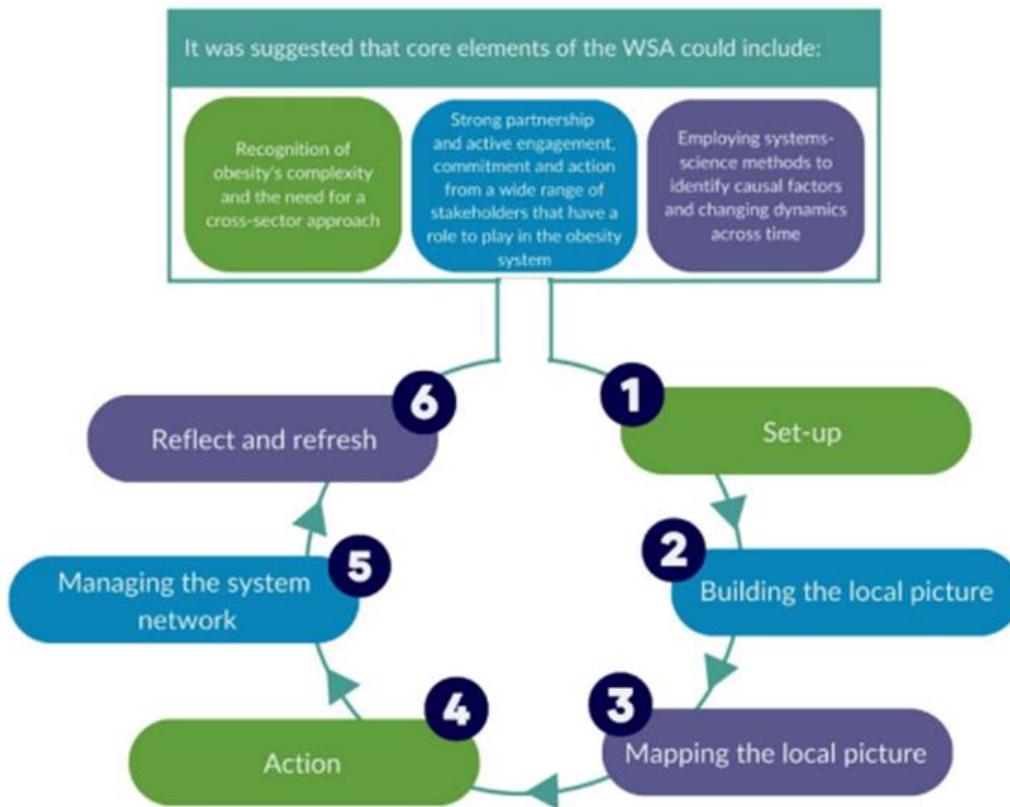 It was suggested that core elements of the WSA could include:
Recognition of
obesity's complexity
and the need for a
cross-sector approach
Strong partnership
and active engagement,
commitment and action
from a wide range of
stakeholders that have a
role to play in the obesity
system
Employing systems-
science methods to
identify causal factors
and changing dynamics
across time
1
Set-up
2
Building the local picture
3
Mapping the local picture
4
Action
5
Managing the system
network
6
Reflect and refresh